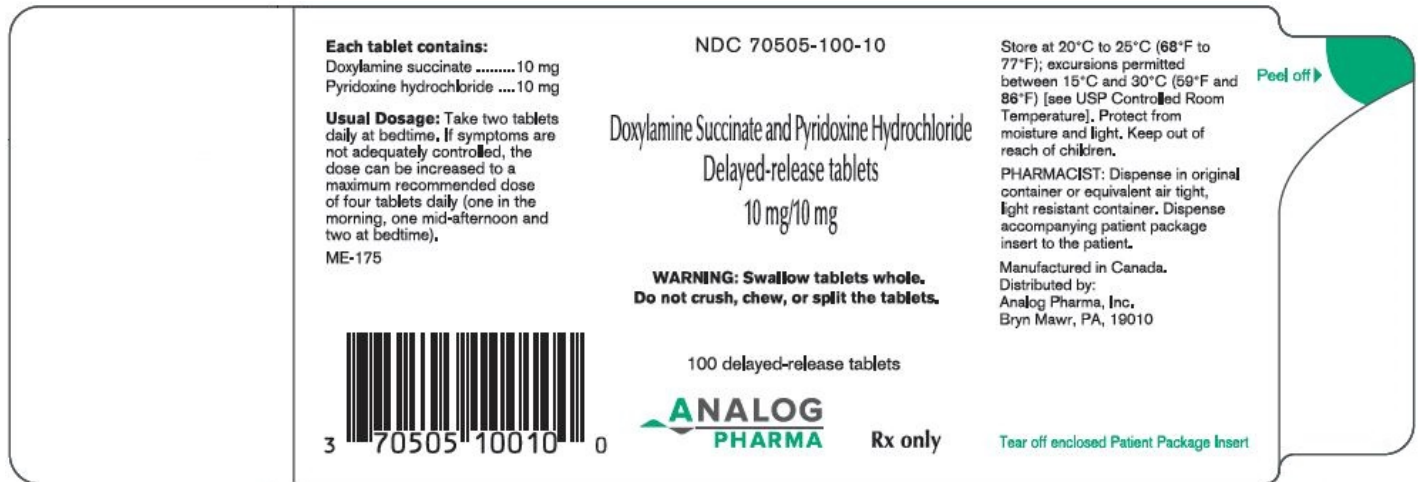 Each tablet contains:
Doxylamine succinate .........10 mg
Pyridoxine hydrochloride ....10 mg
Usual Dosage: Take two tablets
daily at bedtime. If symptoms are
not adequately controlled, the
dose can be increased to a
maximum recommended dose
of four tablets daily (one in the
morning, one mid-afternoon and
two at bedtime).
ME-175
3 70505 10010 0
NDC 70505-100-10
Doxylamine Succinate and Pyridoxine Hydrochloride
Delayed-release tablets
10 mg/10 mg
WARNING: Swallow tablets whole.
Do not crush, chew, or split the tablets.
100 delayed-release tablets
ANALOG
PHARMA
Rx only
Store at 20°C to 25°C (68°F to
77°F); excursions permitted
between 15°C and 30°C (59°F and
86°F) [see USP Controlled Room
Temperature]. Protect from
moisture and light. Keep out of
reach of children.
PHARMACIST: Dispense in original
container or equivalent air tight,
light resistant container. Dispense
accompanying patient package
insert to the patient.
Manufactured in Canada.
Distributed by:
Analog Pharma, Inc.
Bryn Mawr, PA, 19010
Tear off enclosed Patient Package Insert
Peel off